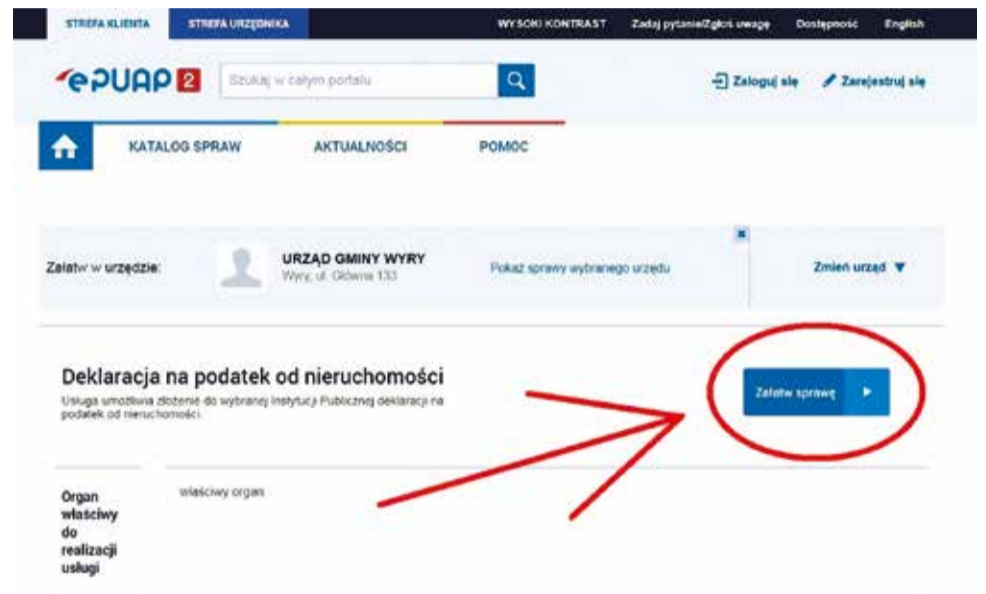 STREFA KLIENTA STREFA URZĘDNIKA WYSOKI KONTRAST Zadaj pytanie/Zgłoś uwagę Dostępność English
ePUAP 2 Szukaj w całym portalu Zaloguj się Zarejestruj się
KATALOG SPRAW AKTUALNOŚCI POMOC
Załatw w urzędzie: URZĄD GMINY WYRY Pokaż sprawy wybranego urzędu Zmień urząd
Wyry, ul. Główna 133
Deklaracja na podatek od nieruchomości
Usługa umożliwia złożenie do wybranej Instytucji Publicznej deklaracji na
podatek od nieruchomości.
Załatw sprawę
Organ
właściwy
do
realizacji
usługi
właściwy organ